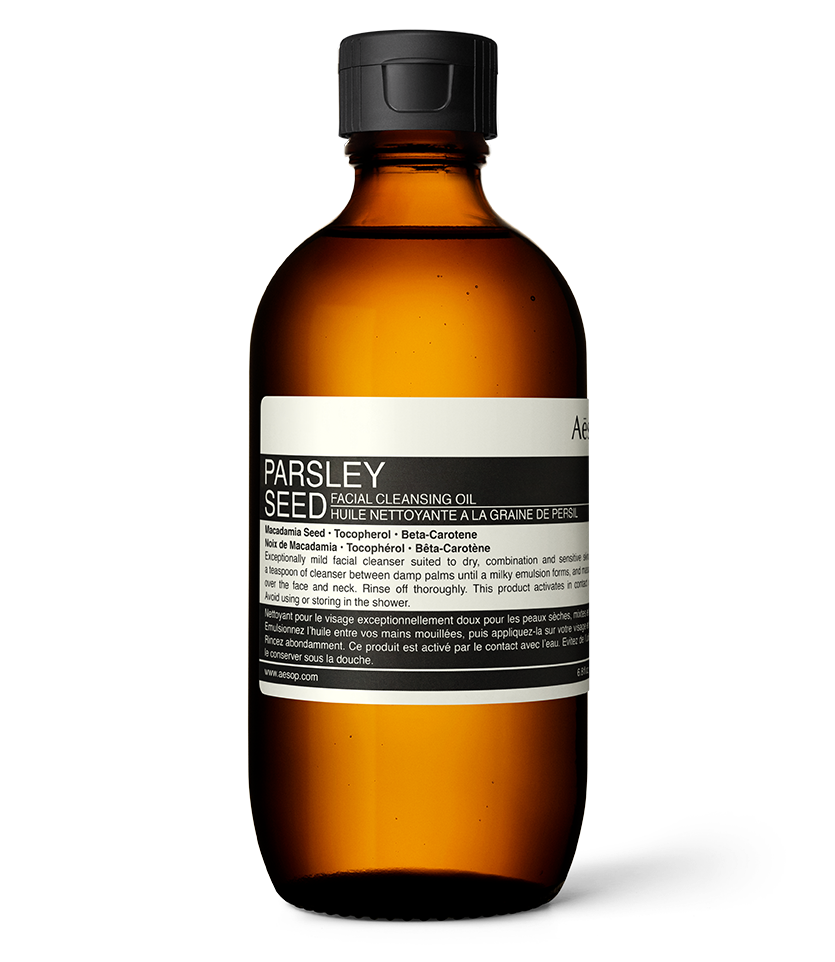 Aēs
PARSLEY
SEED FACIAL CLEANSING OIL
HUILE NETTOYANTE A LA GRAINE DE PERSIL
Macadamia Seed · Tocopherol · Beta-Carotene
Noix de Macadamia · Tocophérol · Bêta-Carotène
Exceptionally mild facial cleanser suited to dry, combination and sensitive
a teaspoon of cleanser between damp palms until a milky emulsion forms, and
over the face and neck. Rinse off thoroughly. This product activates in contact
Avoid using or storing in the shower.
Nettoyant pour le visage exceptionnellement doux pour les peaux sèches, mixtes
Emulsionnez l'huile entre vos mains mouillées, puis appliquez-la sur votre visage
Rincez abondamment. Ce produit est activé par le contact avec l'eau. Evitez de
le conserver sous la douche.
www.aesop.com